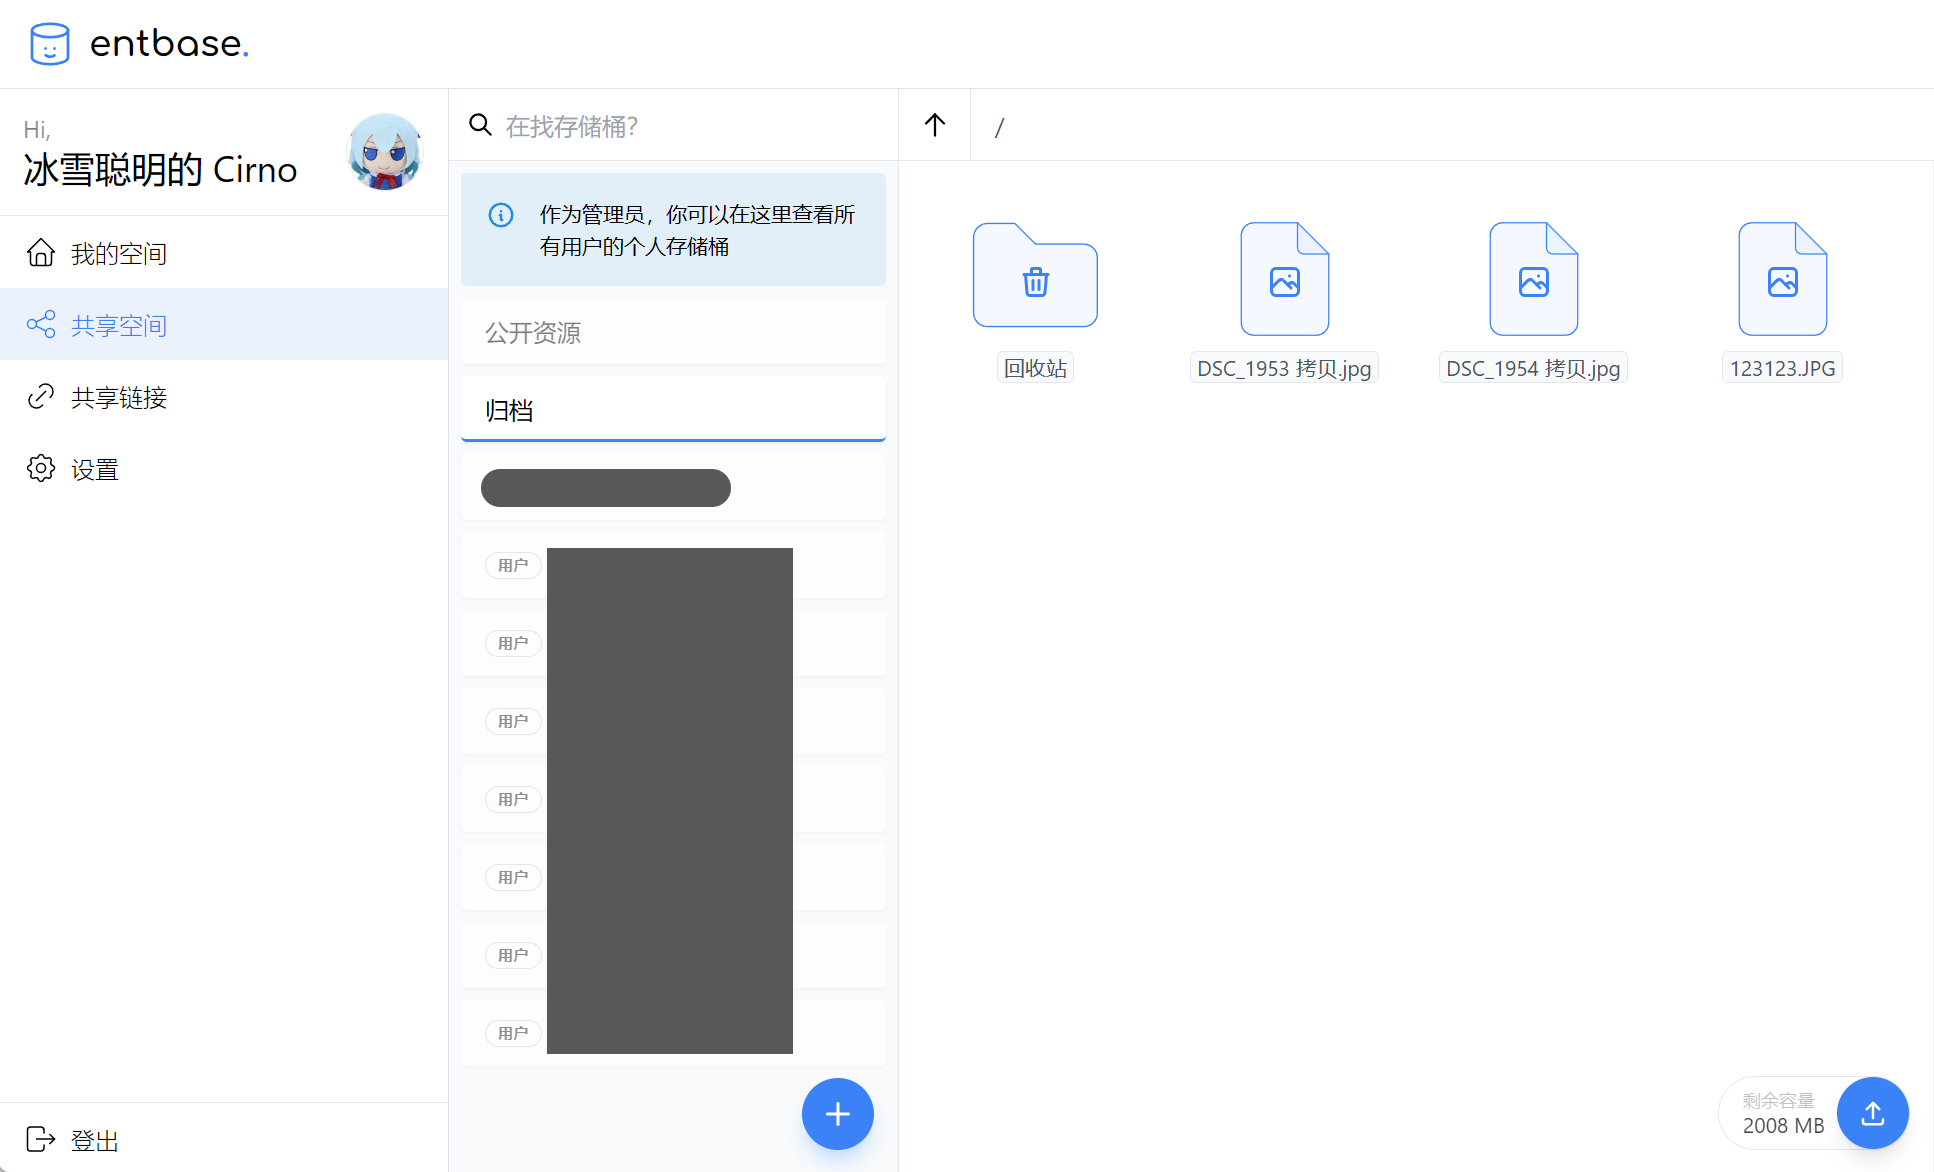 entbase.
Hi,
冰雪聪明的 Cirno
我的空间
共享空间
共享链接
设置
登出
在找存储桶?
作为管理员，你可以在这里查看所
有用户的个人存储桶
公开资源
归档
用户
用户
用户
用户
用户
用户
用户
/
回收站
DSC_1953 拷贝.jpg
DSC_1954 拷贝.jpg
123123.JPG
剩余容量
2008 MB